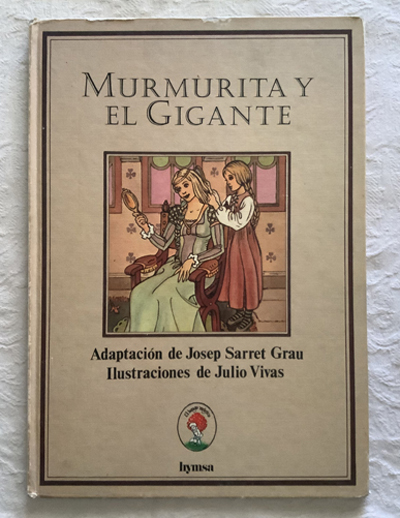 MURMURITA Y
EL GIGANTE
Adaptación de Josep Sarret Grau
Ilustraciones de Julio Vivas
hymsa